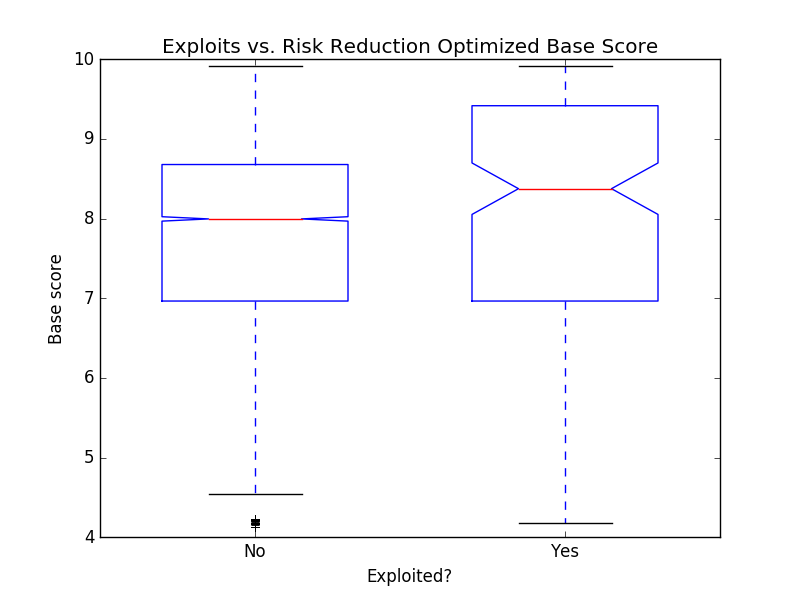 Exploits vs. Risk Reduction Optimized Base Score
10
9
8
7
6
5
4
Base score
No Yes
Exploited?